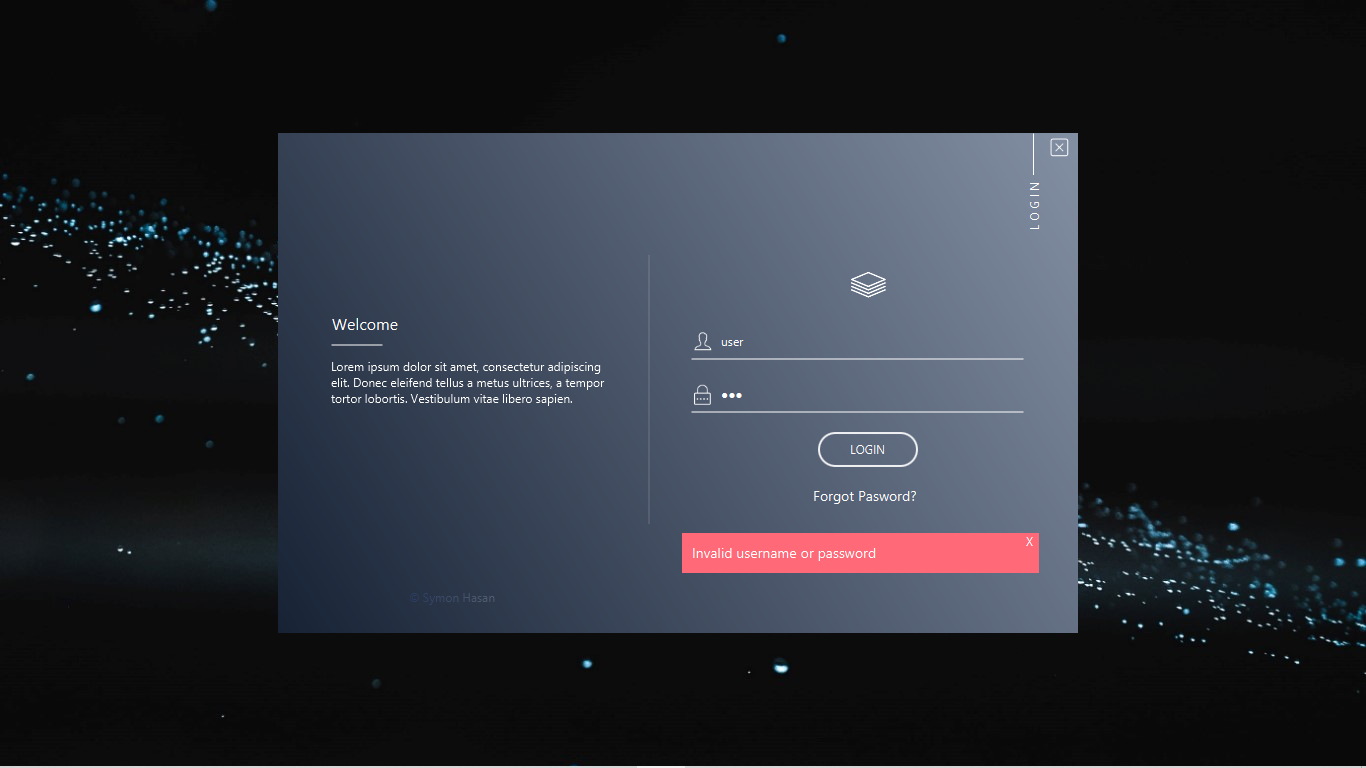 LOGIN
Welcome
Lorem ipsum dolor sit amet, consectetur adipiscing
elit. Donec eleifend tellus a metus ultrices, a tempor
tortor lobortis. Vestibulum vitae libero sapien.
© Symon Hasan
user
LOGIN
Forgot Pasword?
Invalid username or password
X